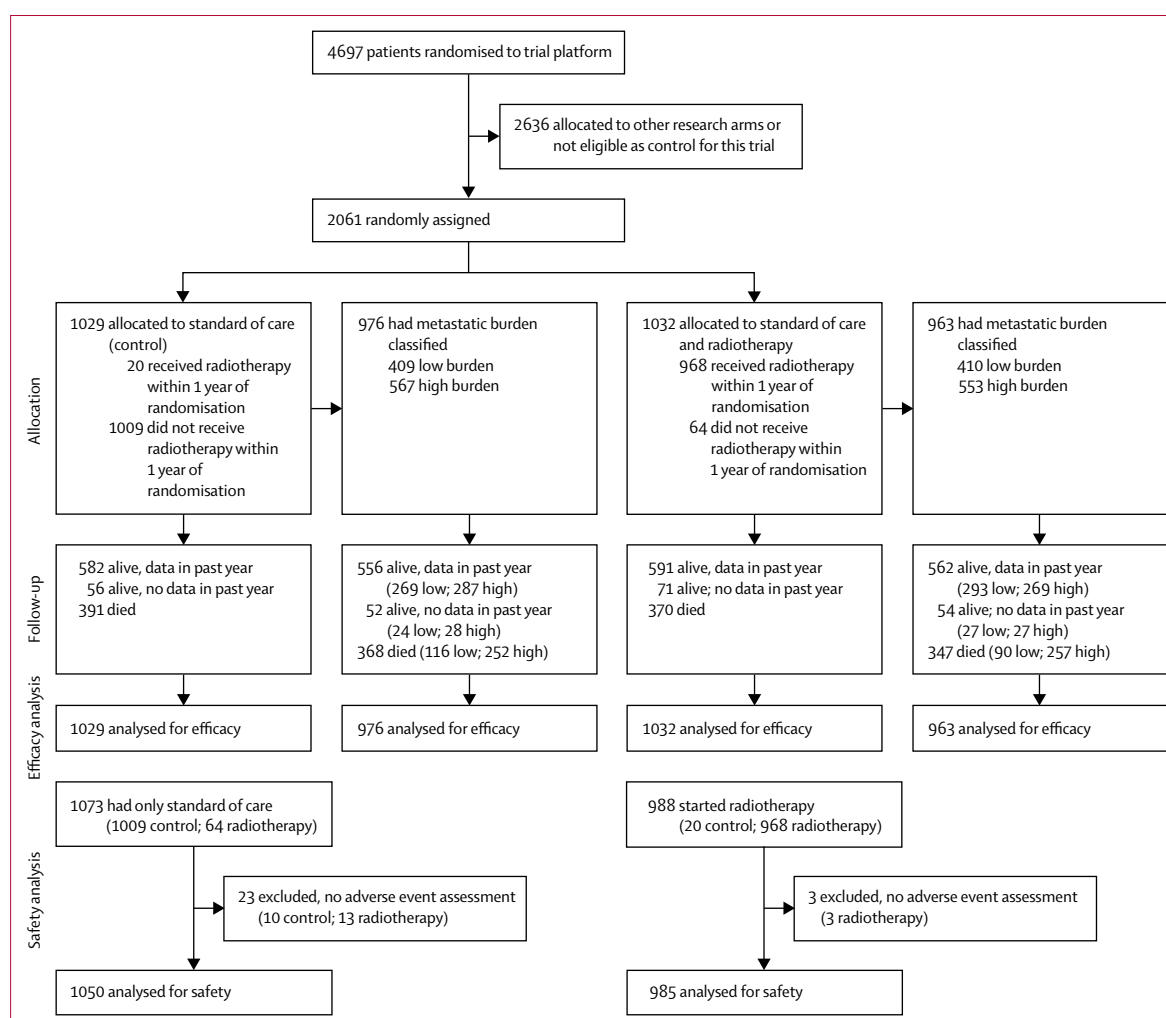 4697 patients randomised to trial platform
2636 allocated to other research arms or
not eligible as control for this trial
2061 randomly assigned
Allocation
1029 allocated to standard of care
(control)
20 received radiotherapy
within 1 year of
randomisation
1009 did not receive
radiotherapy within
1 year of
randomisation
976 had metastatic burden
classified
409 low burden
567 high burden
1032 allocated to standard of care
and radiotherapy
968 received radiotherapy
within 1 year of
randomisation
64 did not receive
radiotherapy within
1 year of randomisation
963 had metastatic burden
classified
410 low burden
553 high burden
Follow-up
582 alive, data in past year
56 alive, no data in past year
391 died
556 alive, data in past year
(269 low; 287 high)
52 alive, no data in past year
(24 low; 28 high)
368 died (116 low; 252 high)
591 alive, data in past year
71 alive; no data in past year
370 died
562 alive, data in past year
(293 low; 269 high)
54 alive; no data in past year
(27 low; 27 high)
347 died (90 low; 257 high)
Efficacy analysis
1029 analysed for efficacy
976 analysed for efficacy
1032 analysed for efficacy
963 analysed for efficacy
Safety analysis
1073 had only standard of care
(1009 control; 64 radiotherapy)
988 started radiotherapy
(20 control; 968 radiotherapy)
23 excluded, no adverse event assessment
(10 control; 13 radiotherapy)
3 excluded, no adverse event assessment
(3 radiotherapy)
1050 analysed for safety
985 analysed for safety